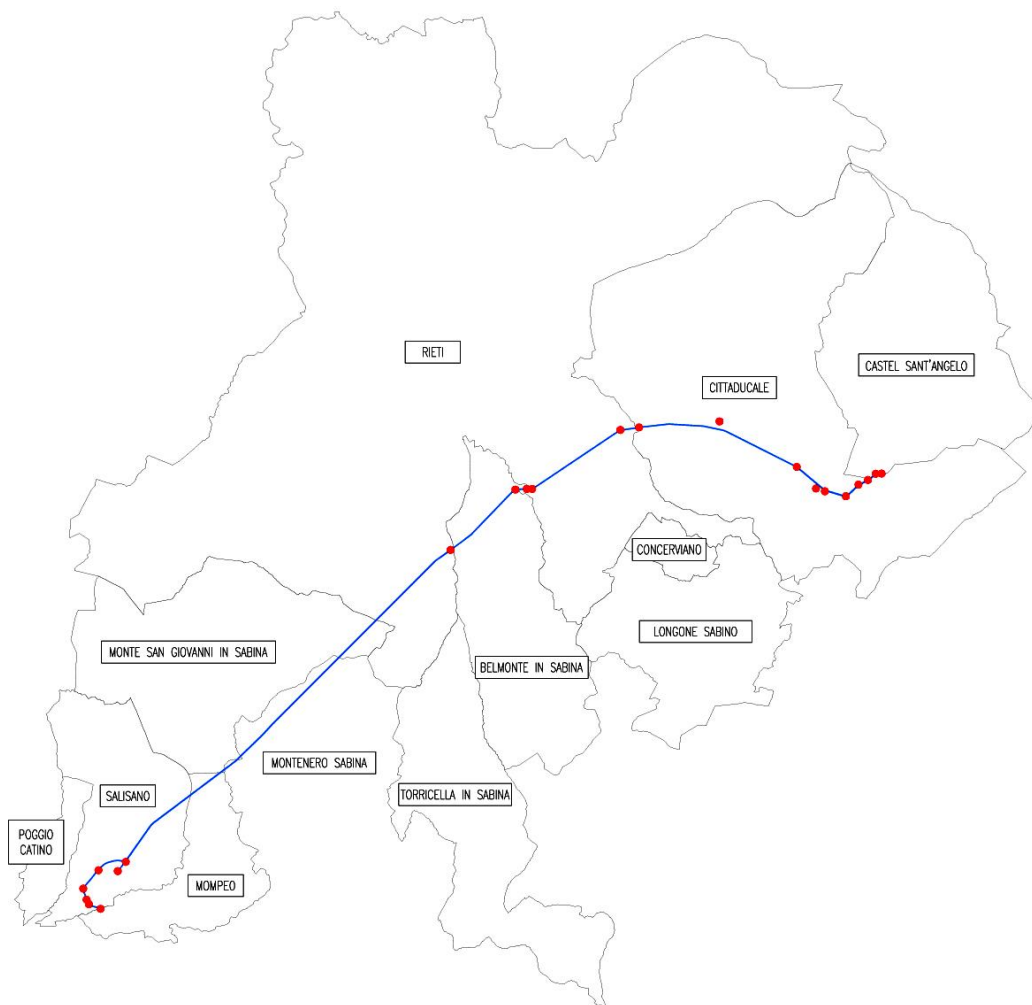 RIETI
CASTEL SANT'ANGELO
CITTADUCALE
CONCERVIANO
LONGONE SABINO
MONTE SAN GIOVANNI IN SABINA
BELMONTE IN SABINA
MONTENERO SABINA
TORRICELLA IN SABINA
SALISANO
POGGIO
CATINO
MOMPEO